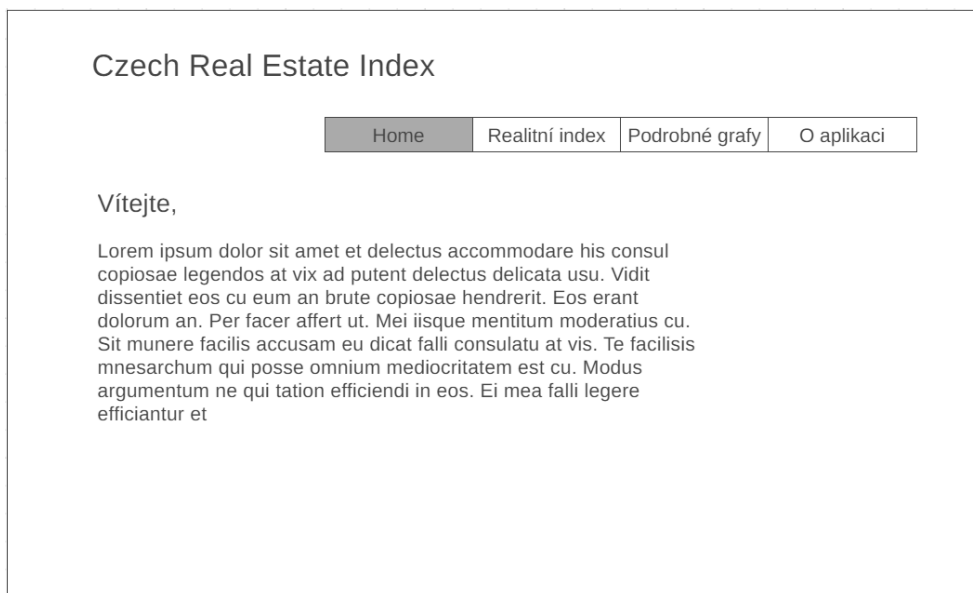 Czech Real Estate Index
Home Realitní index Podrobné grafy O aplikaci
Vítejte,
Lorem ipsum dolor sit amet et delectus accommodare his consul
copiosae legendos at vix ad putent delectus delicata usu. Vidit
dissentiet eos cu eum an brute copiosae hendrerit. Eos erant
dolorum an. Per facer affert ut. Mei iisque mentitum moderatius cu.
Sit munere facilis accusam eu dicat falli consulatu at vis. Te facilisis
mnesarchum qui posse omnium mediocritatem est cu. Modus
argumentum ne qui tation efficiendi in eos. Ei mea falli legere
efficiantur et